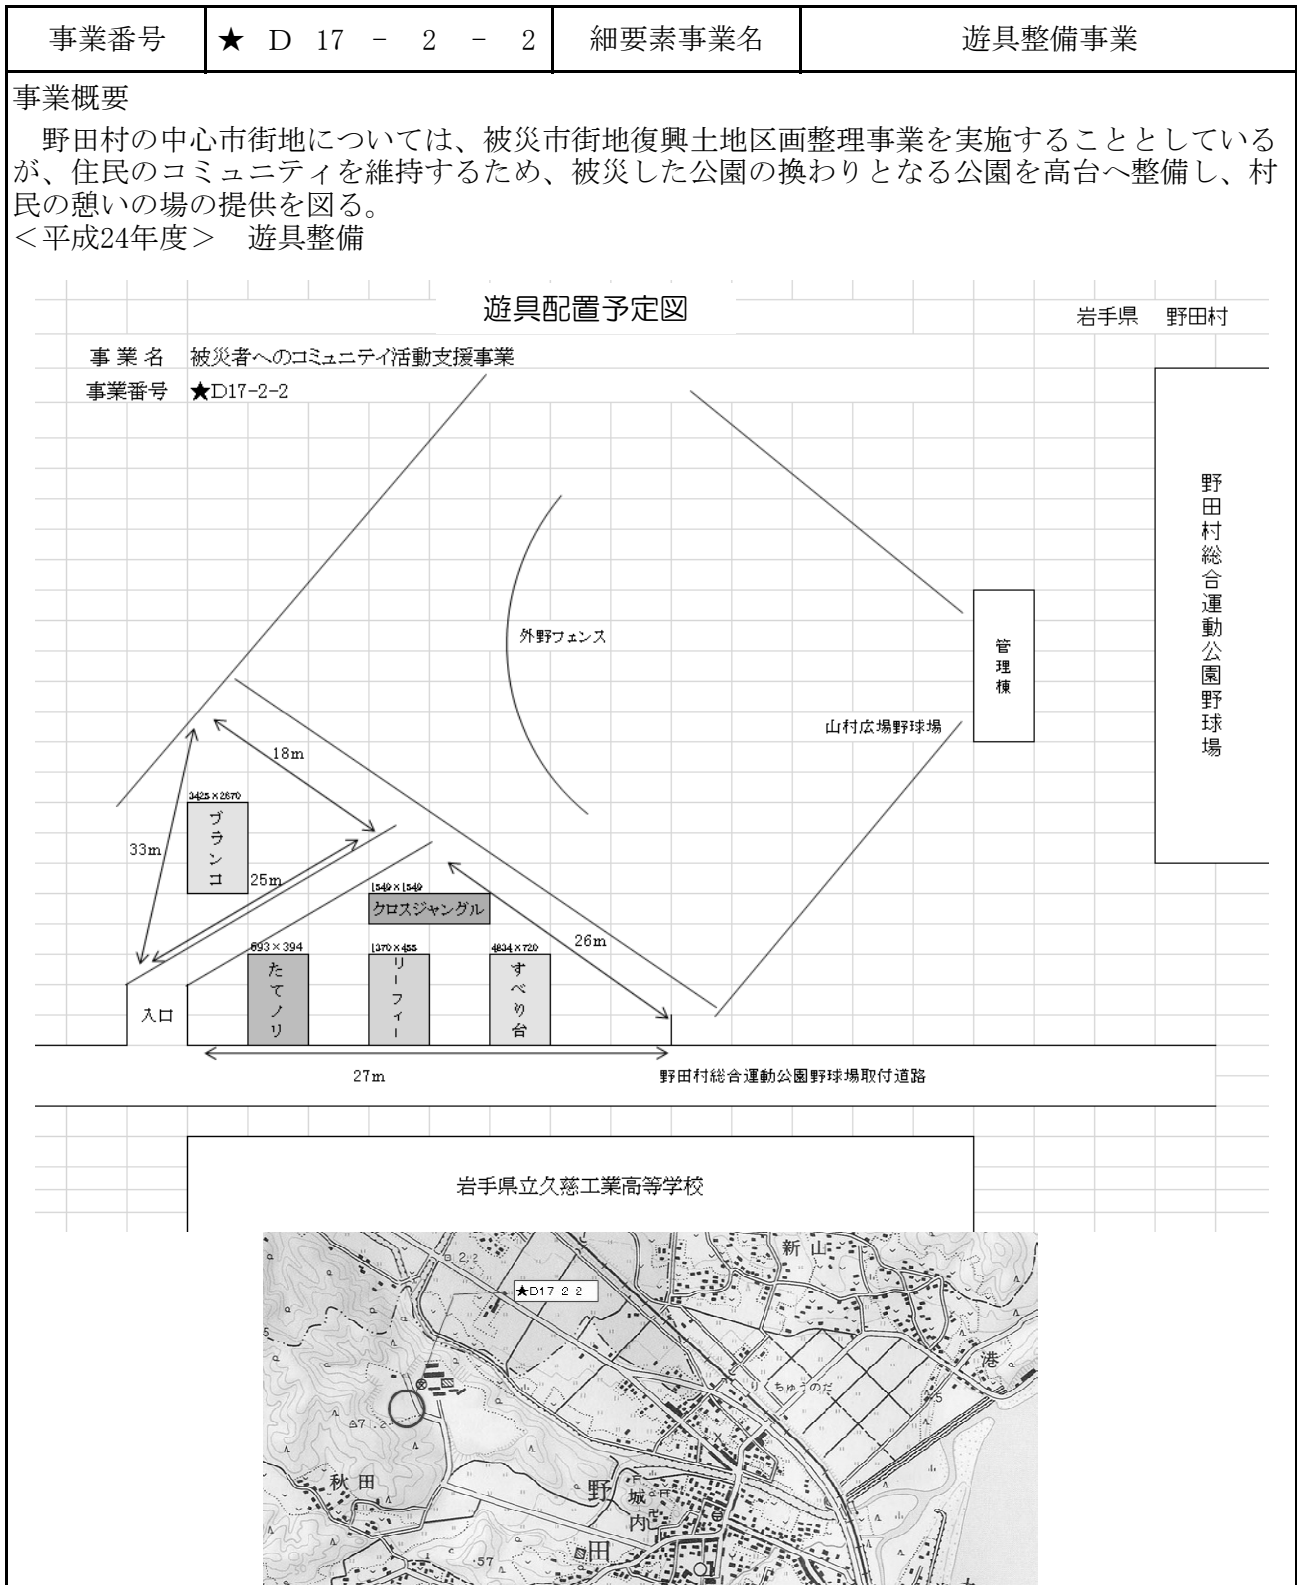 事業番号 ★ D 17 - 2 - 2 細要素事業名 遊具整備事業
事業概要
　野田村の中心市街地については、被災市街地復興土地区画整理事業を実施することとしている
が、住民のコミュニティを維持するため、被災した公園の換わりとなる公園を高台へ整備し、村
民の憩いの場の提供を図る。
＜平成24年度＞　遊具整備
遊具配置予定図
岩手県　野田村
事 業 名　被災者へのコミュニテイ活動支援事業
事業番号　★D17-2-2
野田村総合運動公園野球場
外野フェンス
管理棟
山村広場野球場
18m
3425×2670
ブランコ
33m
25m
1540×1540
クロスジャングル
26m
693×394
たてノリ
1370×455
リーフィー
4834×720
すべり台
入口
27m
野田村総合運動公園野球場取付道路
岩手県立久慈工業高等学校
新山
2.2
★D17 2 2
港
りくちゅうのだ
5
秋田
野
城内
田
57